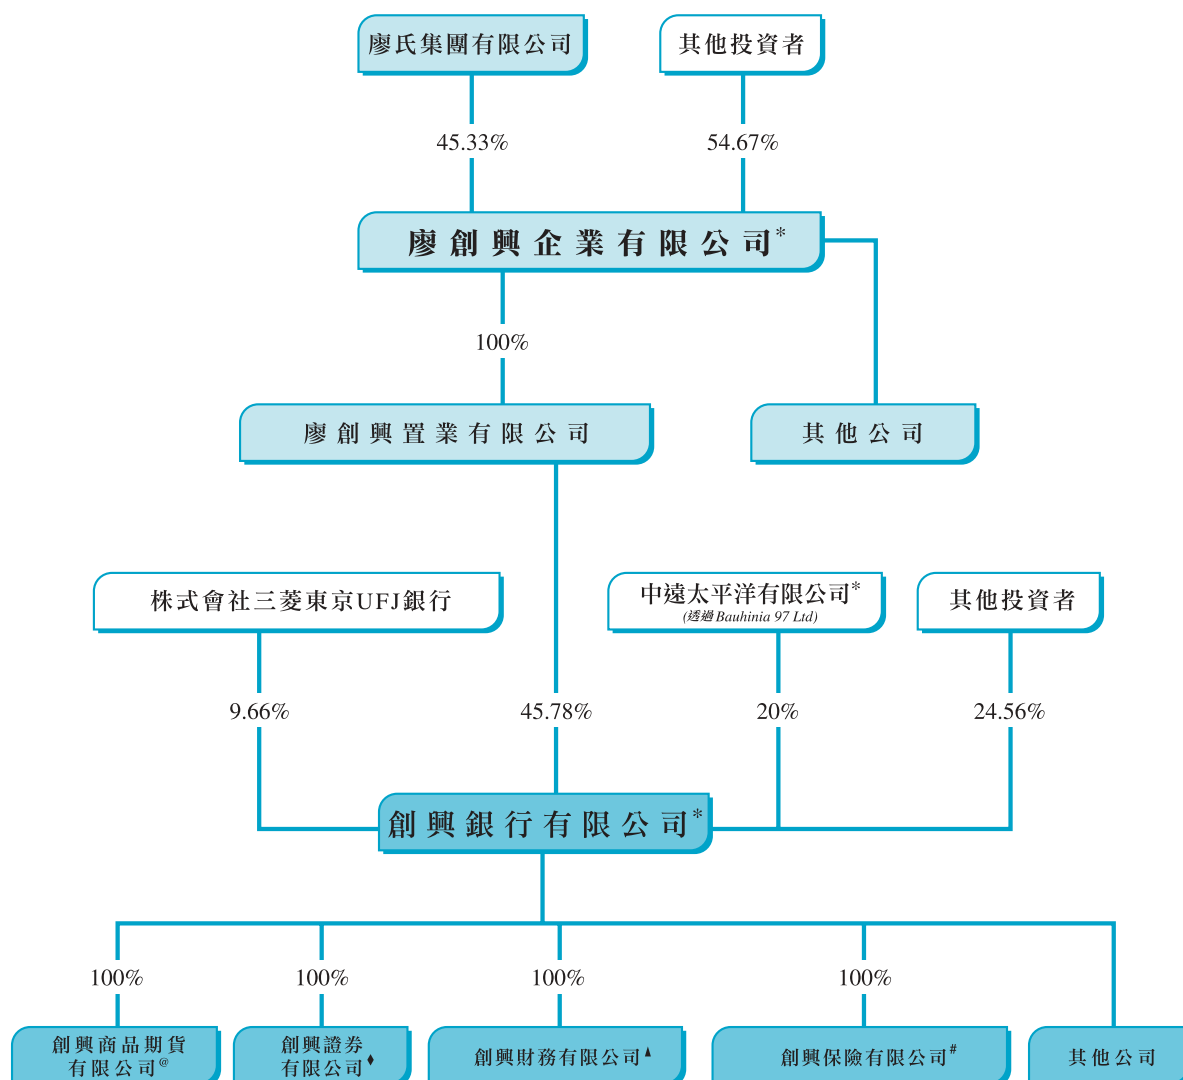 廖氏集團有限公司
其他投資者
45.33%
54.67%
廖創興企業有限公司*
100%
廖創興置業有限公司
其他公司
株式會社三菱東京UFJ銀行
中遠太平洋有限公司*
(透過 Bauhinia 97 Ltd)
其他投資者
9.66%
45.78%
20%
24.56%
創興銀行有限公司*
100%
100%
100%
100%
創興商品期貨
有限公司@
創興證券
有限公司♦
創興財務有限公司▲
創興保險有限公司#
其他公司